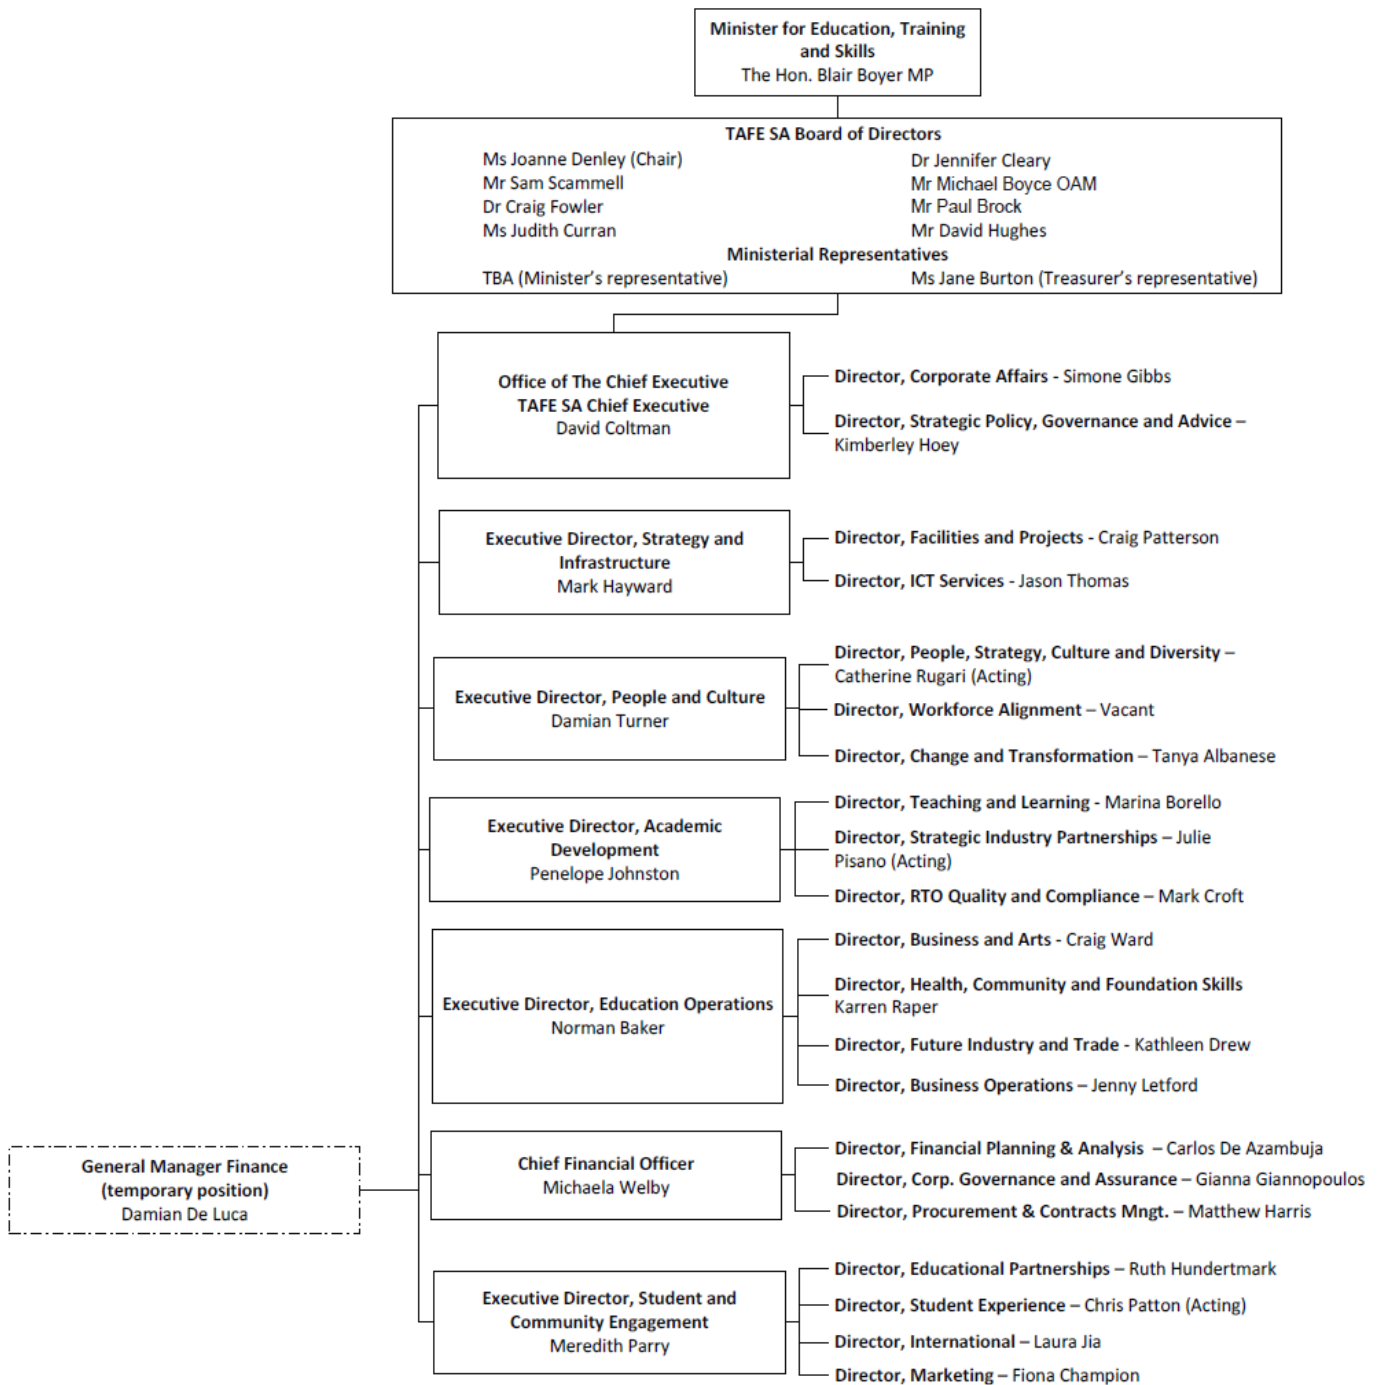 Minister for Education, Training
and Skills
The Hon. Blair Boyer MP
TAFE SA Board of Directors
Ms Joanne Denley (Chair)
Dr Jennifer Cleary
Mr Sam Scammell
Mr Michael Boyce OAM
Dr Craig Fowler
Mr Paul Brock
Ms Judith Curran
Mr David Hughes
Ministerial Representatives
TBA (Minister’s representative)
Ms Jane Burton (Treasurer’s representative)
Office of The Chief Executive
TAFE SA Chief Executive
David Coltman
Director, Corporate Affairs - Simone Gibbs
Director, Strategic Policy, Governance and Advice –
Kimberley Hoey
Executive Director, Strategy and
Infrastructure
Mark Hayward
Director, Facilities and Projects - Craig Patterson
Director, ICT Services - Jason Thomas
Executive Director, People and Culture
Damian Turner
Director, People, Strategy, Culture and Diversity –
Catherine Rugari (Acting)
Director, Workforce Alignment – Vacant
Director, Change and Transformation – Tanya Albanese
Executive Director, Academic
Development
Penelope Johnston
Director, Teaching and Learning - Marina Borello
Director, Strategic Industry Partnerships – Julie
Pisano (Acting)
Director, RTO Quality and Compliance – Mark Croft
Executive Director, Education Operations
Norman Baker
Director, Business and Arts - Craig Ward
Director, Health, Community and Foundation Skills
Karren Raper
Director, Future Industry and Trade - Kathleen Drew
Director, Business Operations – Jenny Letford
General Manager Finance
(temporary position)
Damian De Luca
Chief Financial Officer
Michaela Welby
Director, Financial Planning & Analysis – Carlos De Azambuja
Director, Corp. Governance and Assurance – Gianna Giannopoulos
Director, Procurement & Contracts Mngt. – Matthew Harris
Executive Director, Student and
Community Engagement
Meredith Parry
Director, Educational Partnerships – Ruth Hundertmark
Director, Student Experience – Chris Patton (Acting)
Director, International – Laura Jia
Director, Marketing – Fiona Champion